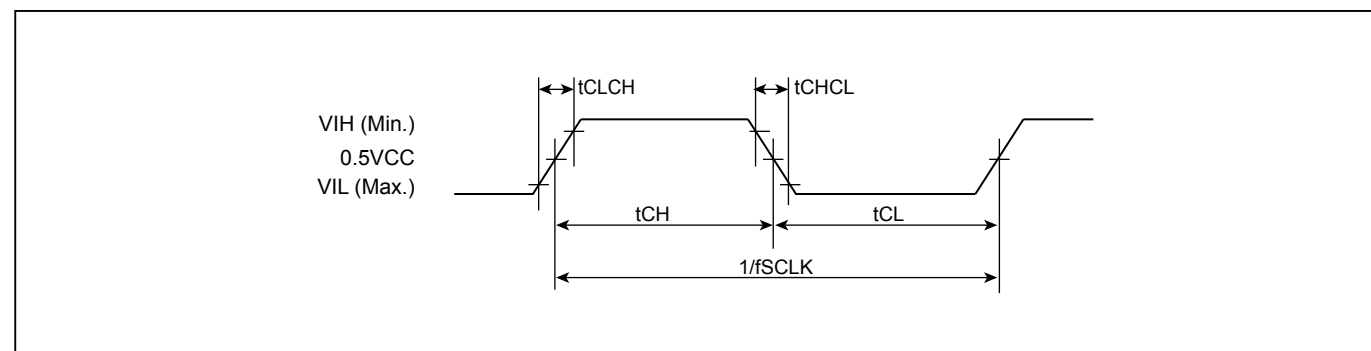 tCLCH
tCHCL
VIH (Min.)
0.5VCC
VIL (Max.)
tCH
tCL
1/fSCLK